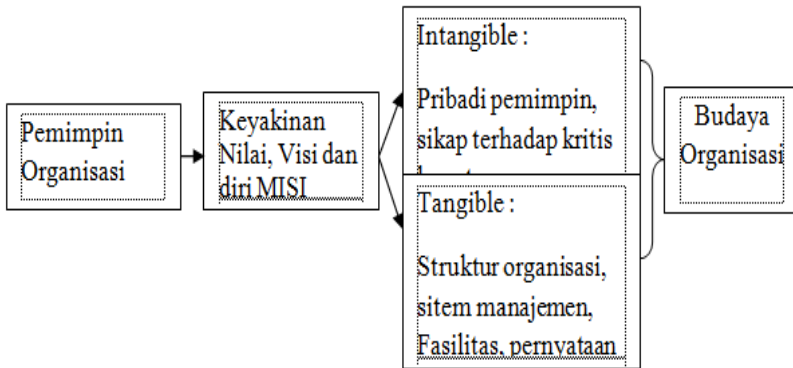 Pemimpin
Organisasi
Keyakinan
Nilai, Visi dan
diri MISI
Intangible :
Pribadi pemimpin,
sikap terhadap kritis
Tangible :
Struktur organisasi,
sitem manajemen,
Fasilitas, pernyataan
Budaya
Organisasi